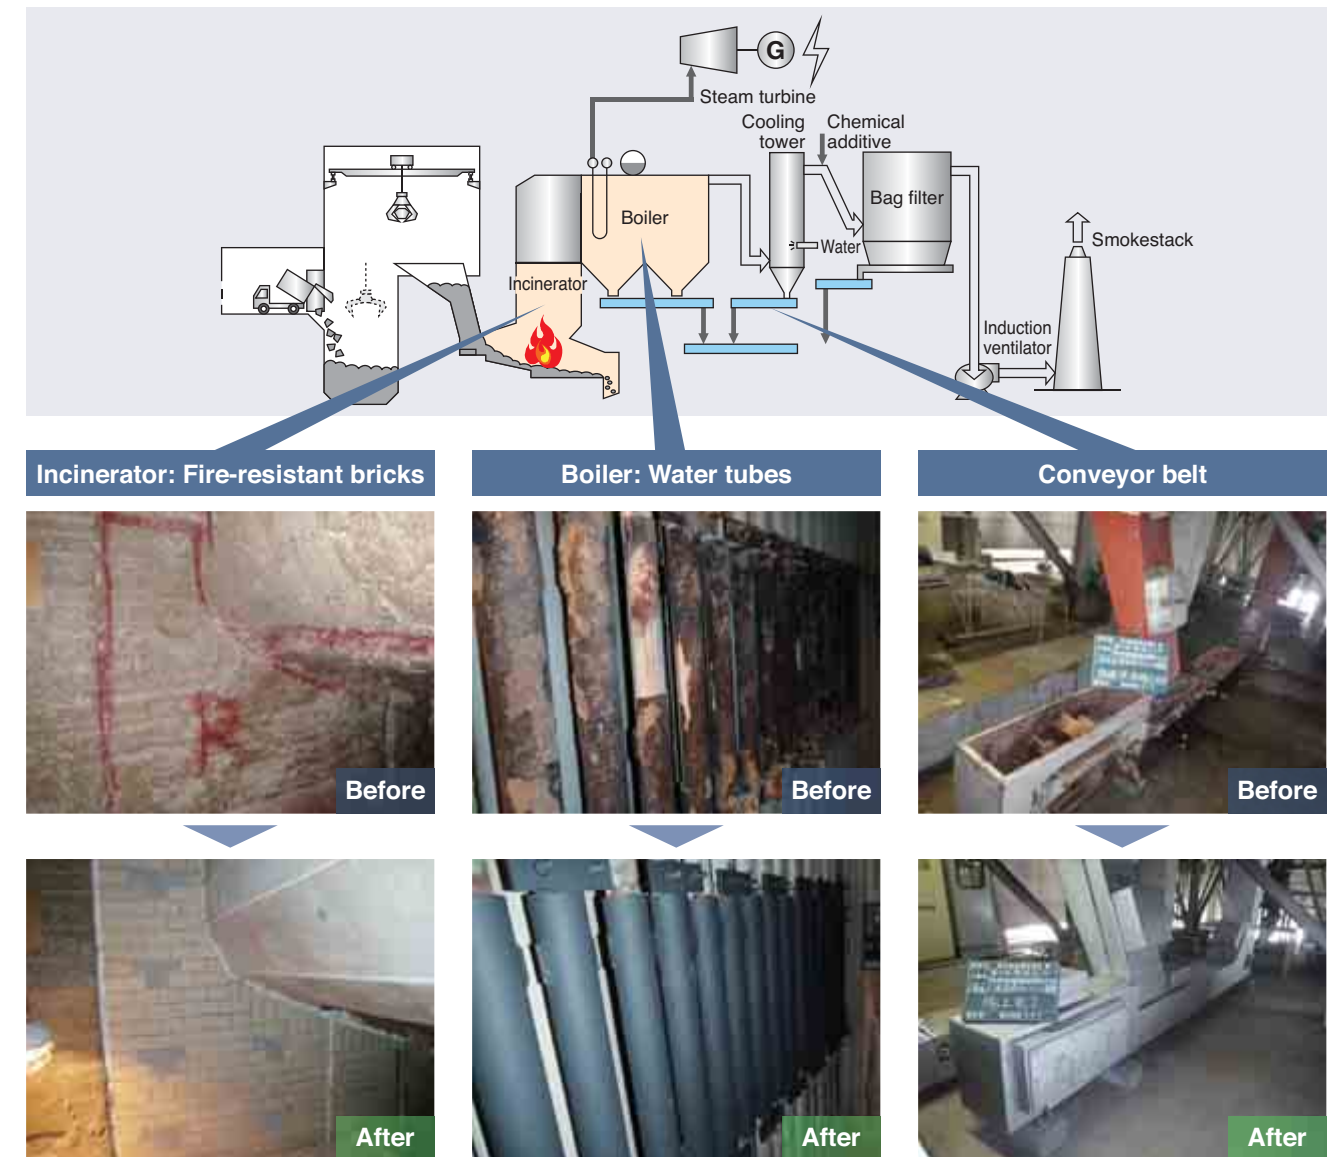 G
Steam turbine
Cooling
tower
Chemical
additive
Boiler
Bag filter
Water
Smokestack
Incinerator
Induction
ventilator
Incinerator: Fire-resistant bricks
Boiler: Water tubes
Conveyor belt
R
Before
Before
Before
After
After
After